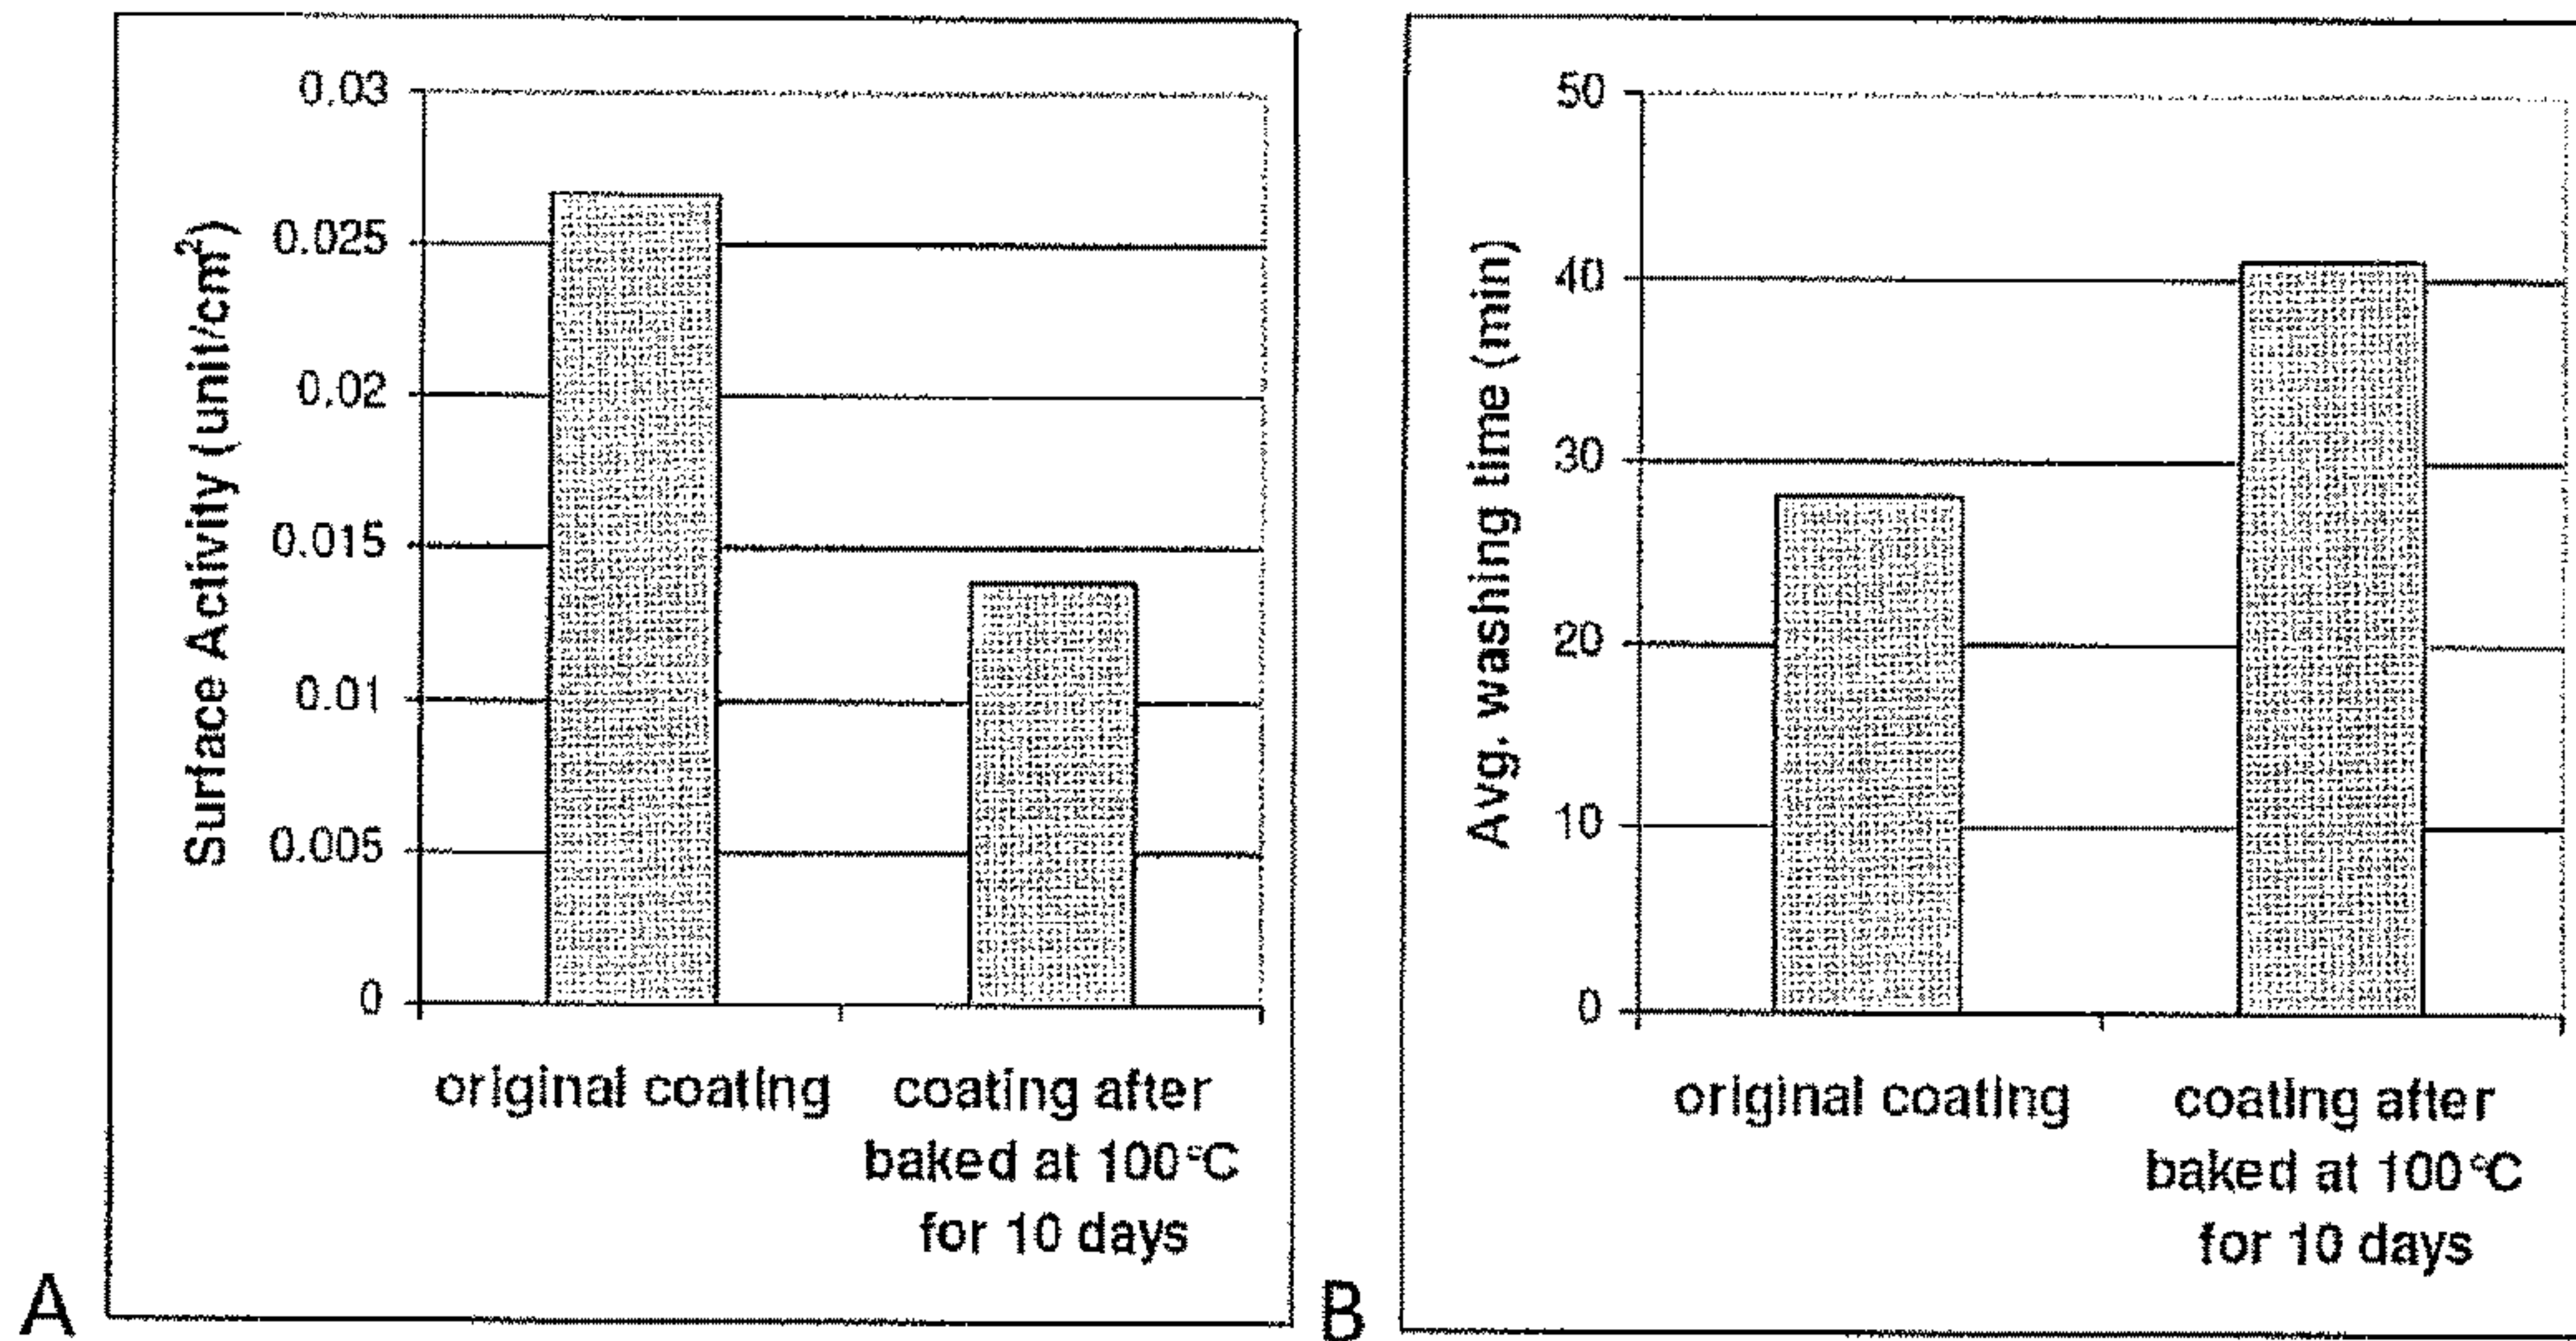 0.03
0.025
0.02
0.015
0.01
0.005
0
Surface Activity (unit/cm²)
original coating
coating after
baked at 100°C
for 10 days
A
50
40
30
20
10
0
Avg. washing time (min)
original coating
coating after
baked at 100°C
for 10 days
B